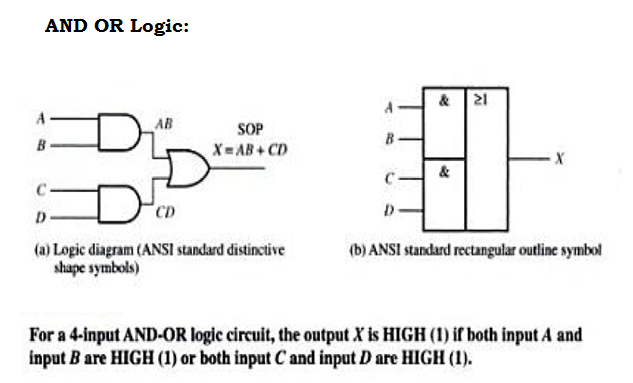 AND OR Logic:
A
B
AB
C
D
CD
SOP
X = AB + CD
A
B
C
D
&
≥1
&
X
(a) Logic diagram (ANSI standard distinctive
shape symbols)
(b) ANSI standard rectangular outline symbol
For a 4-input AND-OR logic circuit, the output X is HIGH (1) if both input A and
input B are HIGH (1) or both input C and input D are HIGH (1).